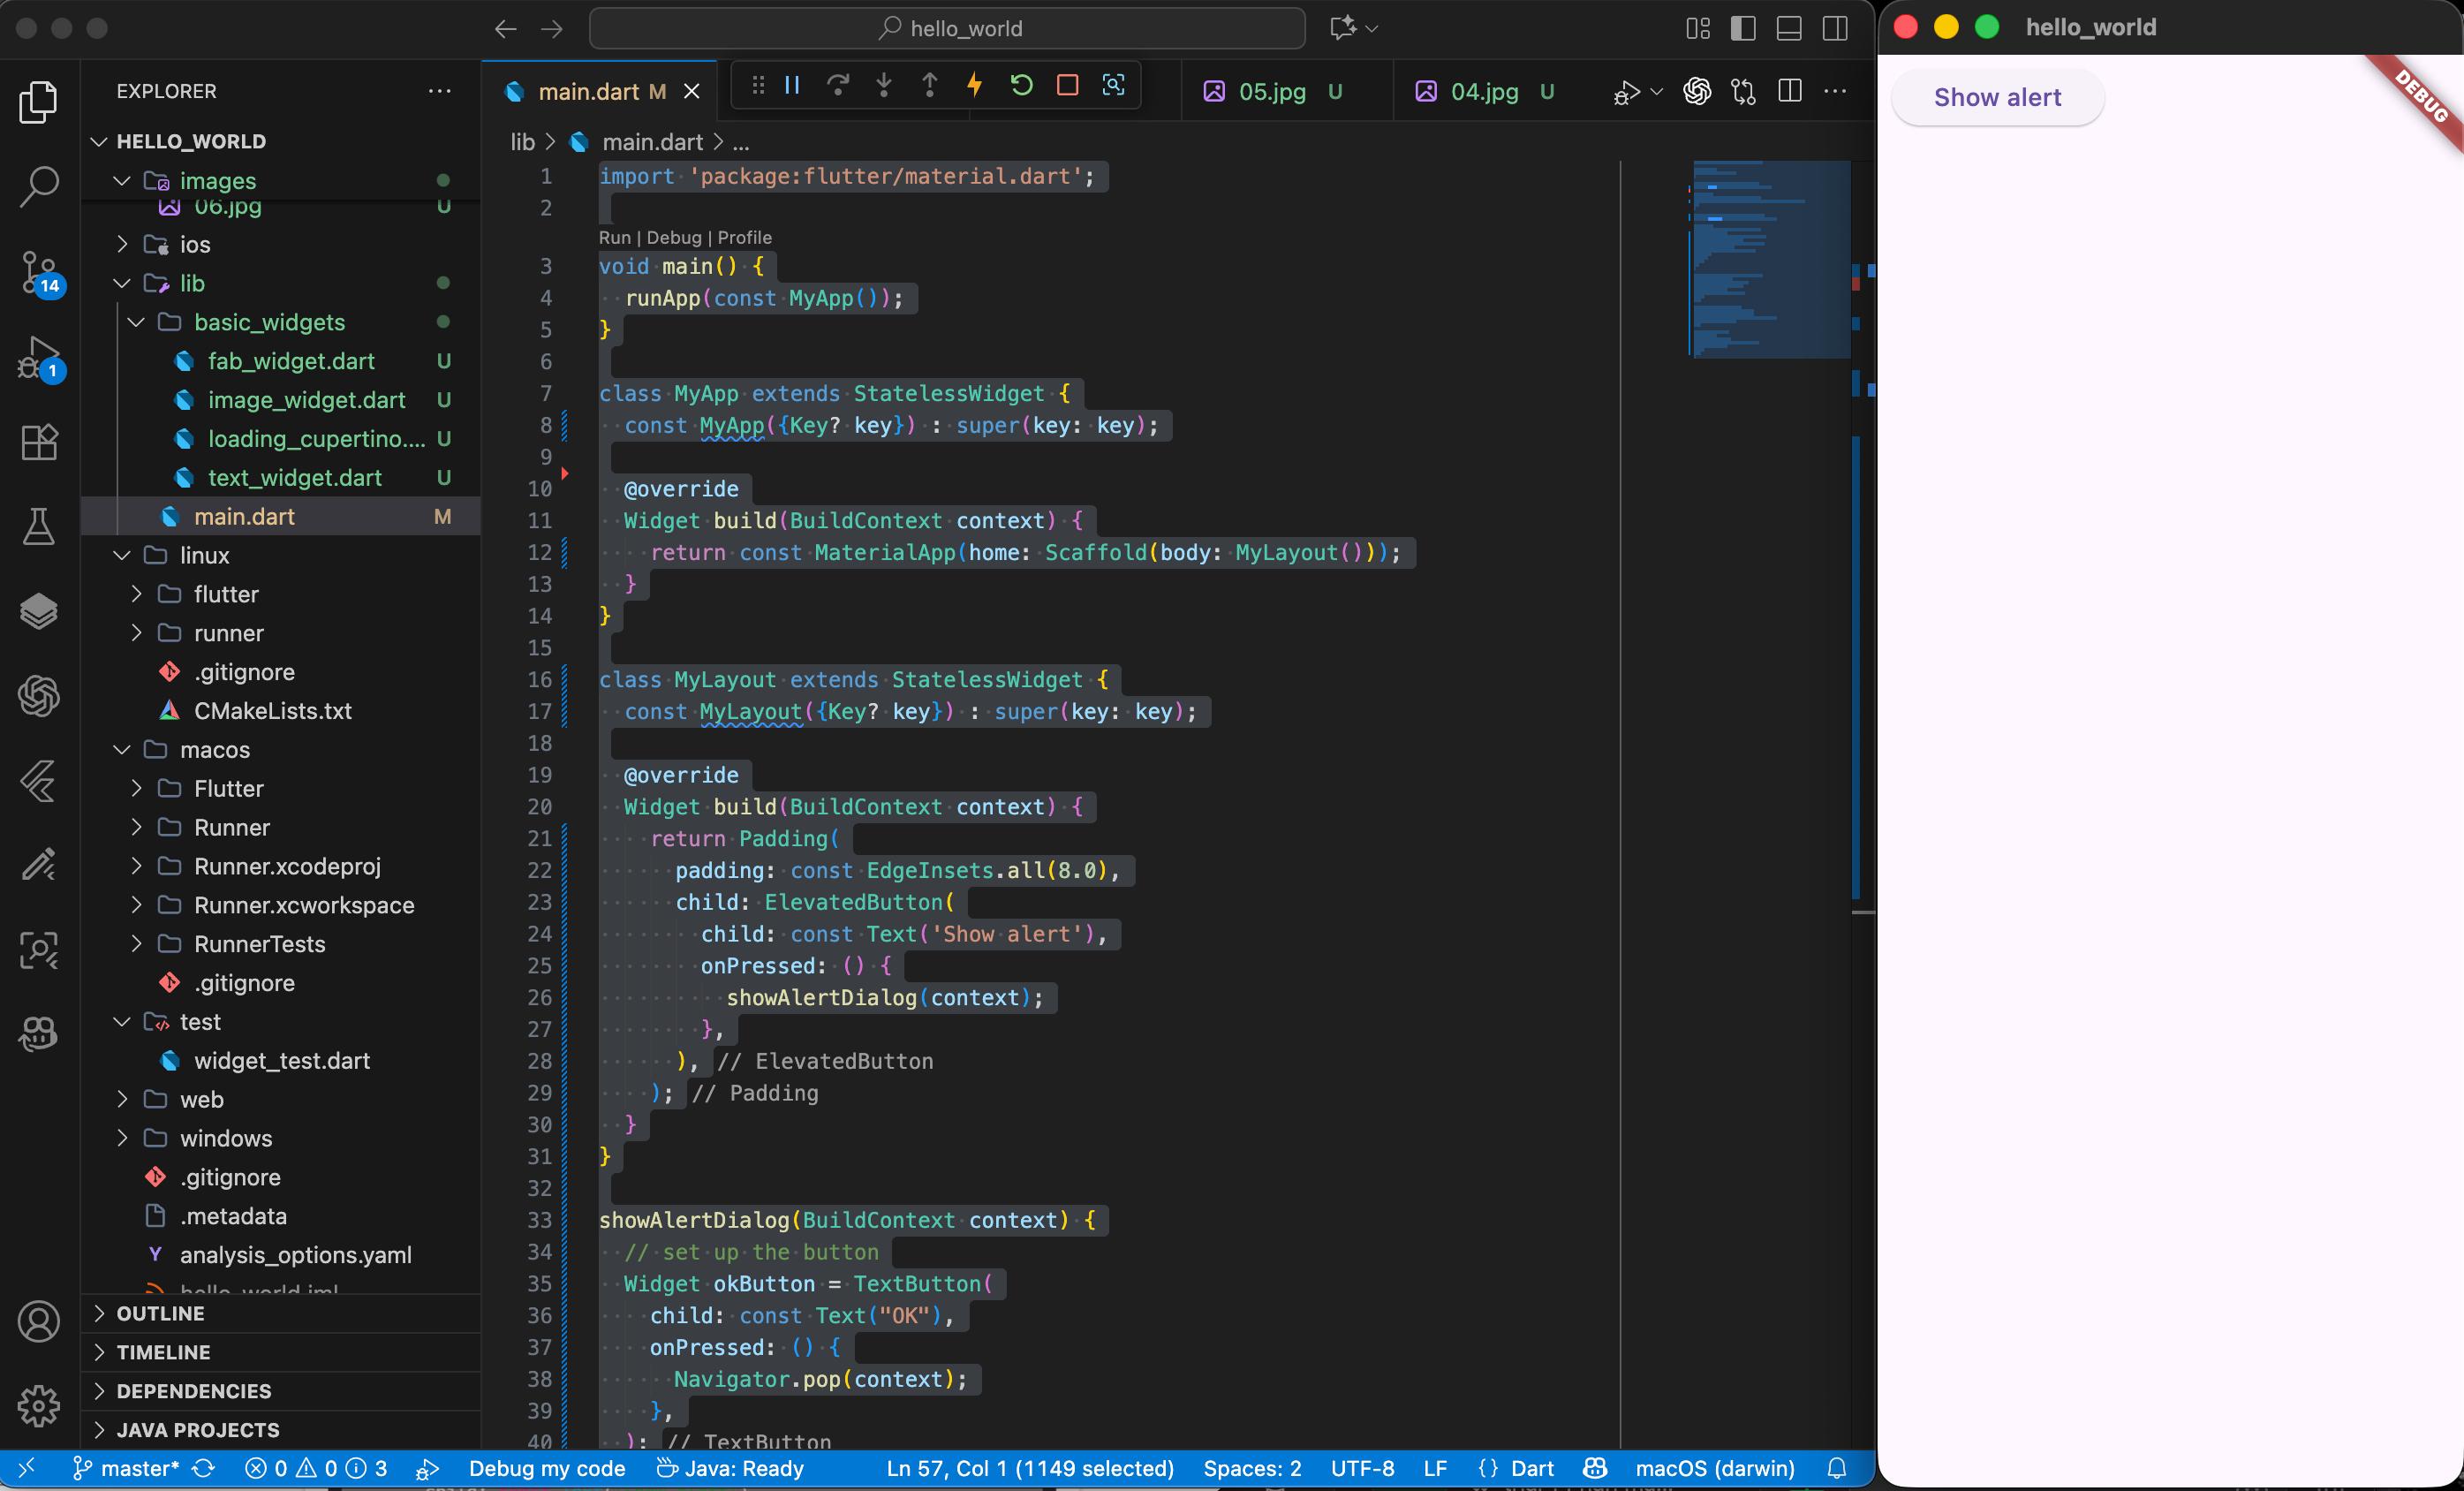 hello_world
hello_world
EXPLORER
HELLO_WORLD
images
06.jpg U
ios
lib
basic_widgets
fab_widget.dart U
image_widget.dart U
loading_cupertino.... U
text_widget.dart U
main.dart M
linux
flutter
runner
.gitignore
CMakeLists.txt
macos
Flutter
Runner
Runner.xcodeproj
Runner.xcworkspace
RunnerTests
.gitignore
test
widget_test.dart
web
windows
.gitignore
.metadata
analysis_options.yaml
hello_world.iml
OUTLINE
TIMELINE
DEPENDENCIES
JAVA PROJECTS
14
1
main.dart M
05.jpg U
04.jpg U
lib > main.dart > ...
1 import 'package:flutter/material.dart';
2
Run | Debug | Profile
3 void main() {
4 runApp(const MyApp());
5 }
6
7 class MyApp extends StatelessWidget {
8 const MyApp({Key? key}) : super(key: key);
9
10 @override
11 Widget build(BuildContext context) {
12 return const MaterialApp(home: Scaffold(body: MyLayout()));
13 }
14 }
15
16 class MyLayout extends StatelessWidget {
17 const MyLayout({Key? key}) : super(key: key);
18
19 @override
20 Widget build(BuildContext context) {
21 return Padding(
22 padding: const EdgeInsets.all(8.0),
23 child: ElevatedButton(
24 child: const Text('Show alert'),
25 onPressed: () {
26 showAlertDialog(context);
27 },
28 ), // ElevatedButton
29 ); // Padding
30 }
31 }
32
33 showAlertDialog(BuildContext context) {
34 // set up the button
35 Widget okButton = TextButton(
36 child: const Text("OK"),
37 onPressed: () {
38 Navigator.pop(context);
39 },
40 ); // TextButton
master* 0 0 3 Debug my code Java: Ready Ln 57, Col 1 (1149 selected) Spaces: 2 UTF-8 LF {} Dart macOS (darwin)
Show alert
DEBUG